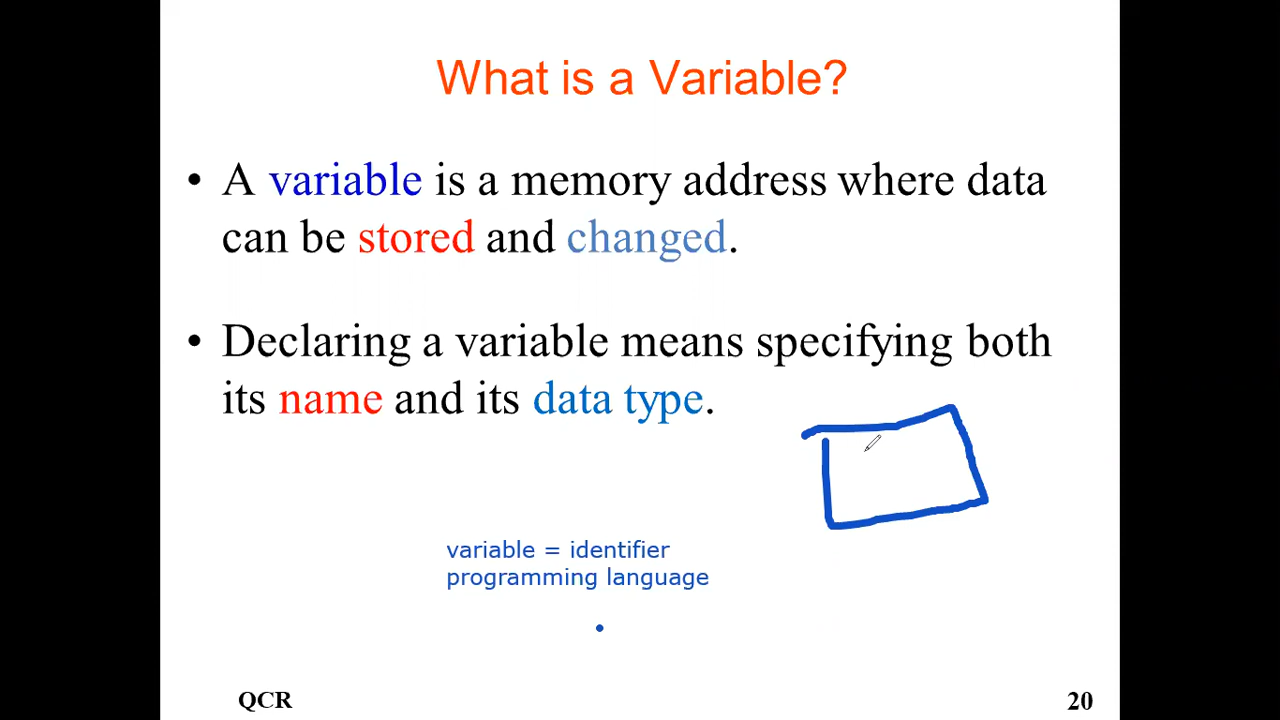 What is a Variable?
• A variable is a memory address where data
can be stored and changed.
• Declaring a variable means specifying both
its name and its data type.
variable = identifier
programming language
QCR
20